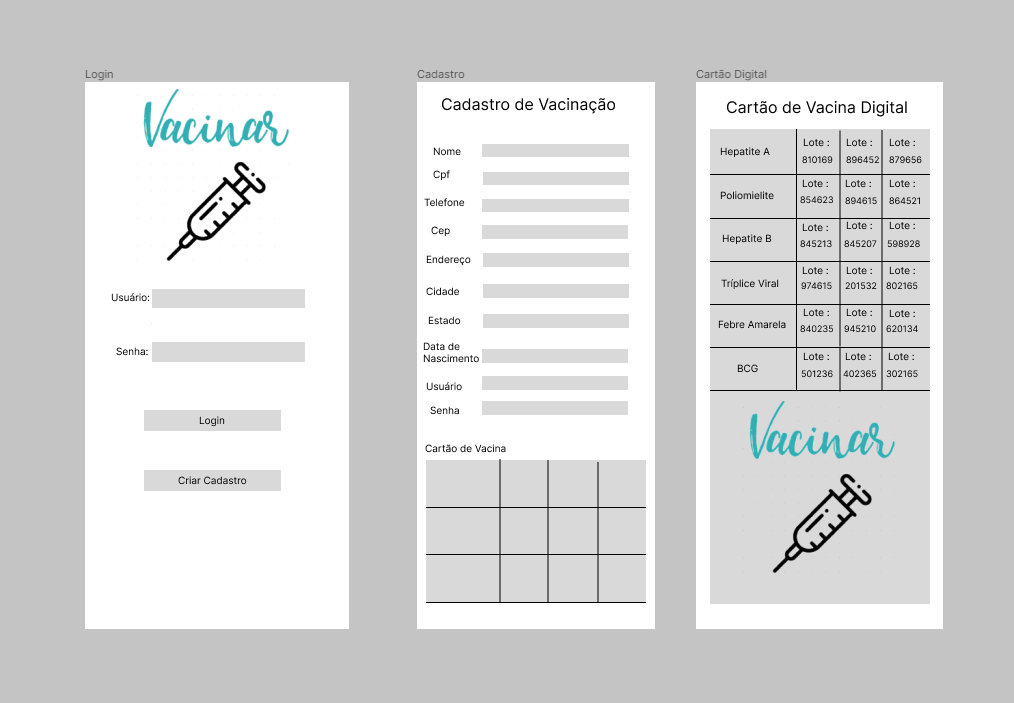 Login
Vacinar
Usuário:
Senha:
Login
Criar Cadastro
Cadastro
Cadastro de Vacinação
Nome
Cpf
Telefone
Cep
Endereço
Cidade
Estado
Data de
Nascimento
Usuário
Senha
Cartão de Vacina
Cartão Digital
Cartão de Vacina Digital
Hepatite A
Lote : Lote : Lote :
810169 896452 879656
Poliomielite
Lote : Lote : Lote :
854623 894615 864521
Hepatite B
Lote : Lote : Lote :
845213 845207 598928
Tríplice Viral
Lote : Lote : Lote :
974615 201532 802165
Febre Amarela
Lote : Lote : Lote :
840235 945210 620134
BCG
Lote : Lote : Lote :
501236 402365 302165
Vacinar